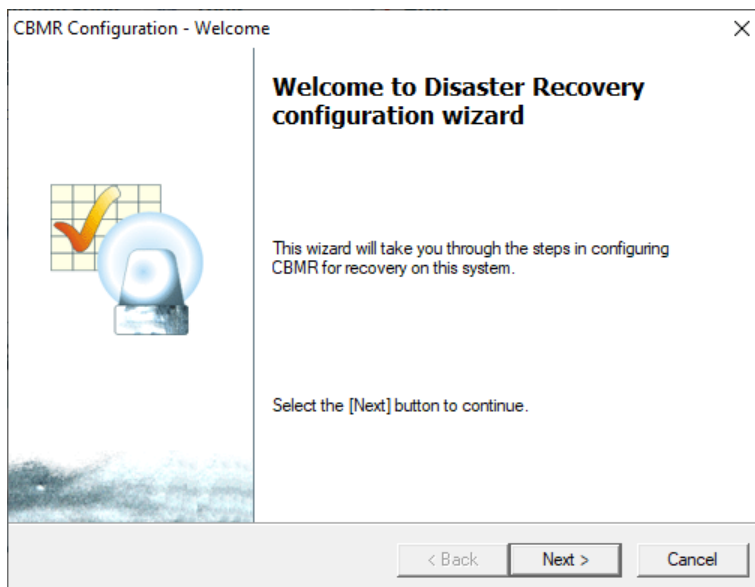 CBMR Configuration - Welcome
Welcome to Disaster Recovery
configuration wizard
This wizard will take you through the steps in configuring
CBMR for recovery on this system.
Select the [Next] button to continue.
< Back
Next >
Cancel